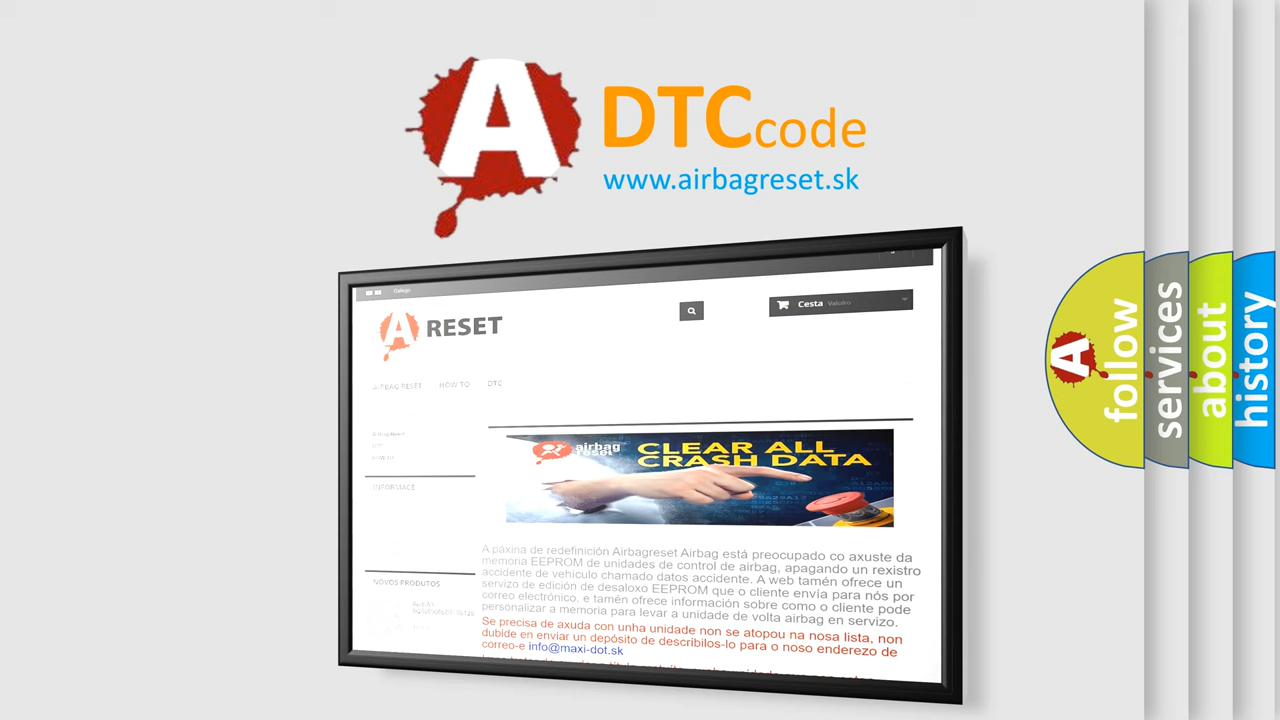 A
DTCcode
www.airbagreset.sk
Galego
A RESET
Cesta Valeiro
AIRBAG RESET HOW TO DTC
INFORMACE
NOVOS PRODUTOS
airbag
reset
CLEAR ALL
CRASH DATA
A páxina de redefinición Airbagreset Airbag está preocupado co axuste da
memoria EEPROM de unidades de control de airbag, apagando un rexistro
accidente de vehículo chamado datos accidente. A web tamén ofrece un
servizo de edición de desaloxo EEPROM que o cliente envía para nós por
correo electrónico, e tamén ofrece información sobre como o cliente pode
personalizar a memoria para levar a unidade de volta airbag en servizo.
Se precisa de axuda con unha unidade non se atopou na nosa lista, non
dubide en enviar un depósito de describilos-lo para o noso enderezo de
correo-e info@maxi-dot.sk
A
follow
services
about
history